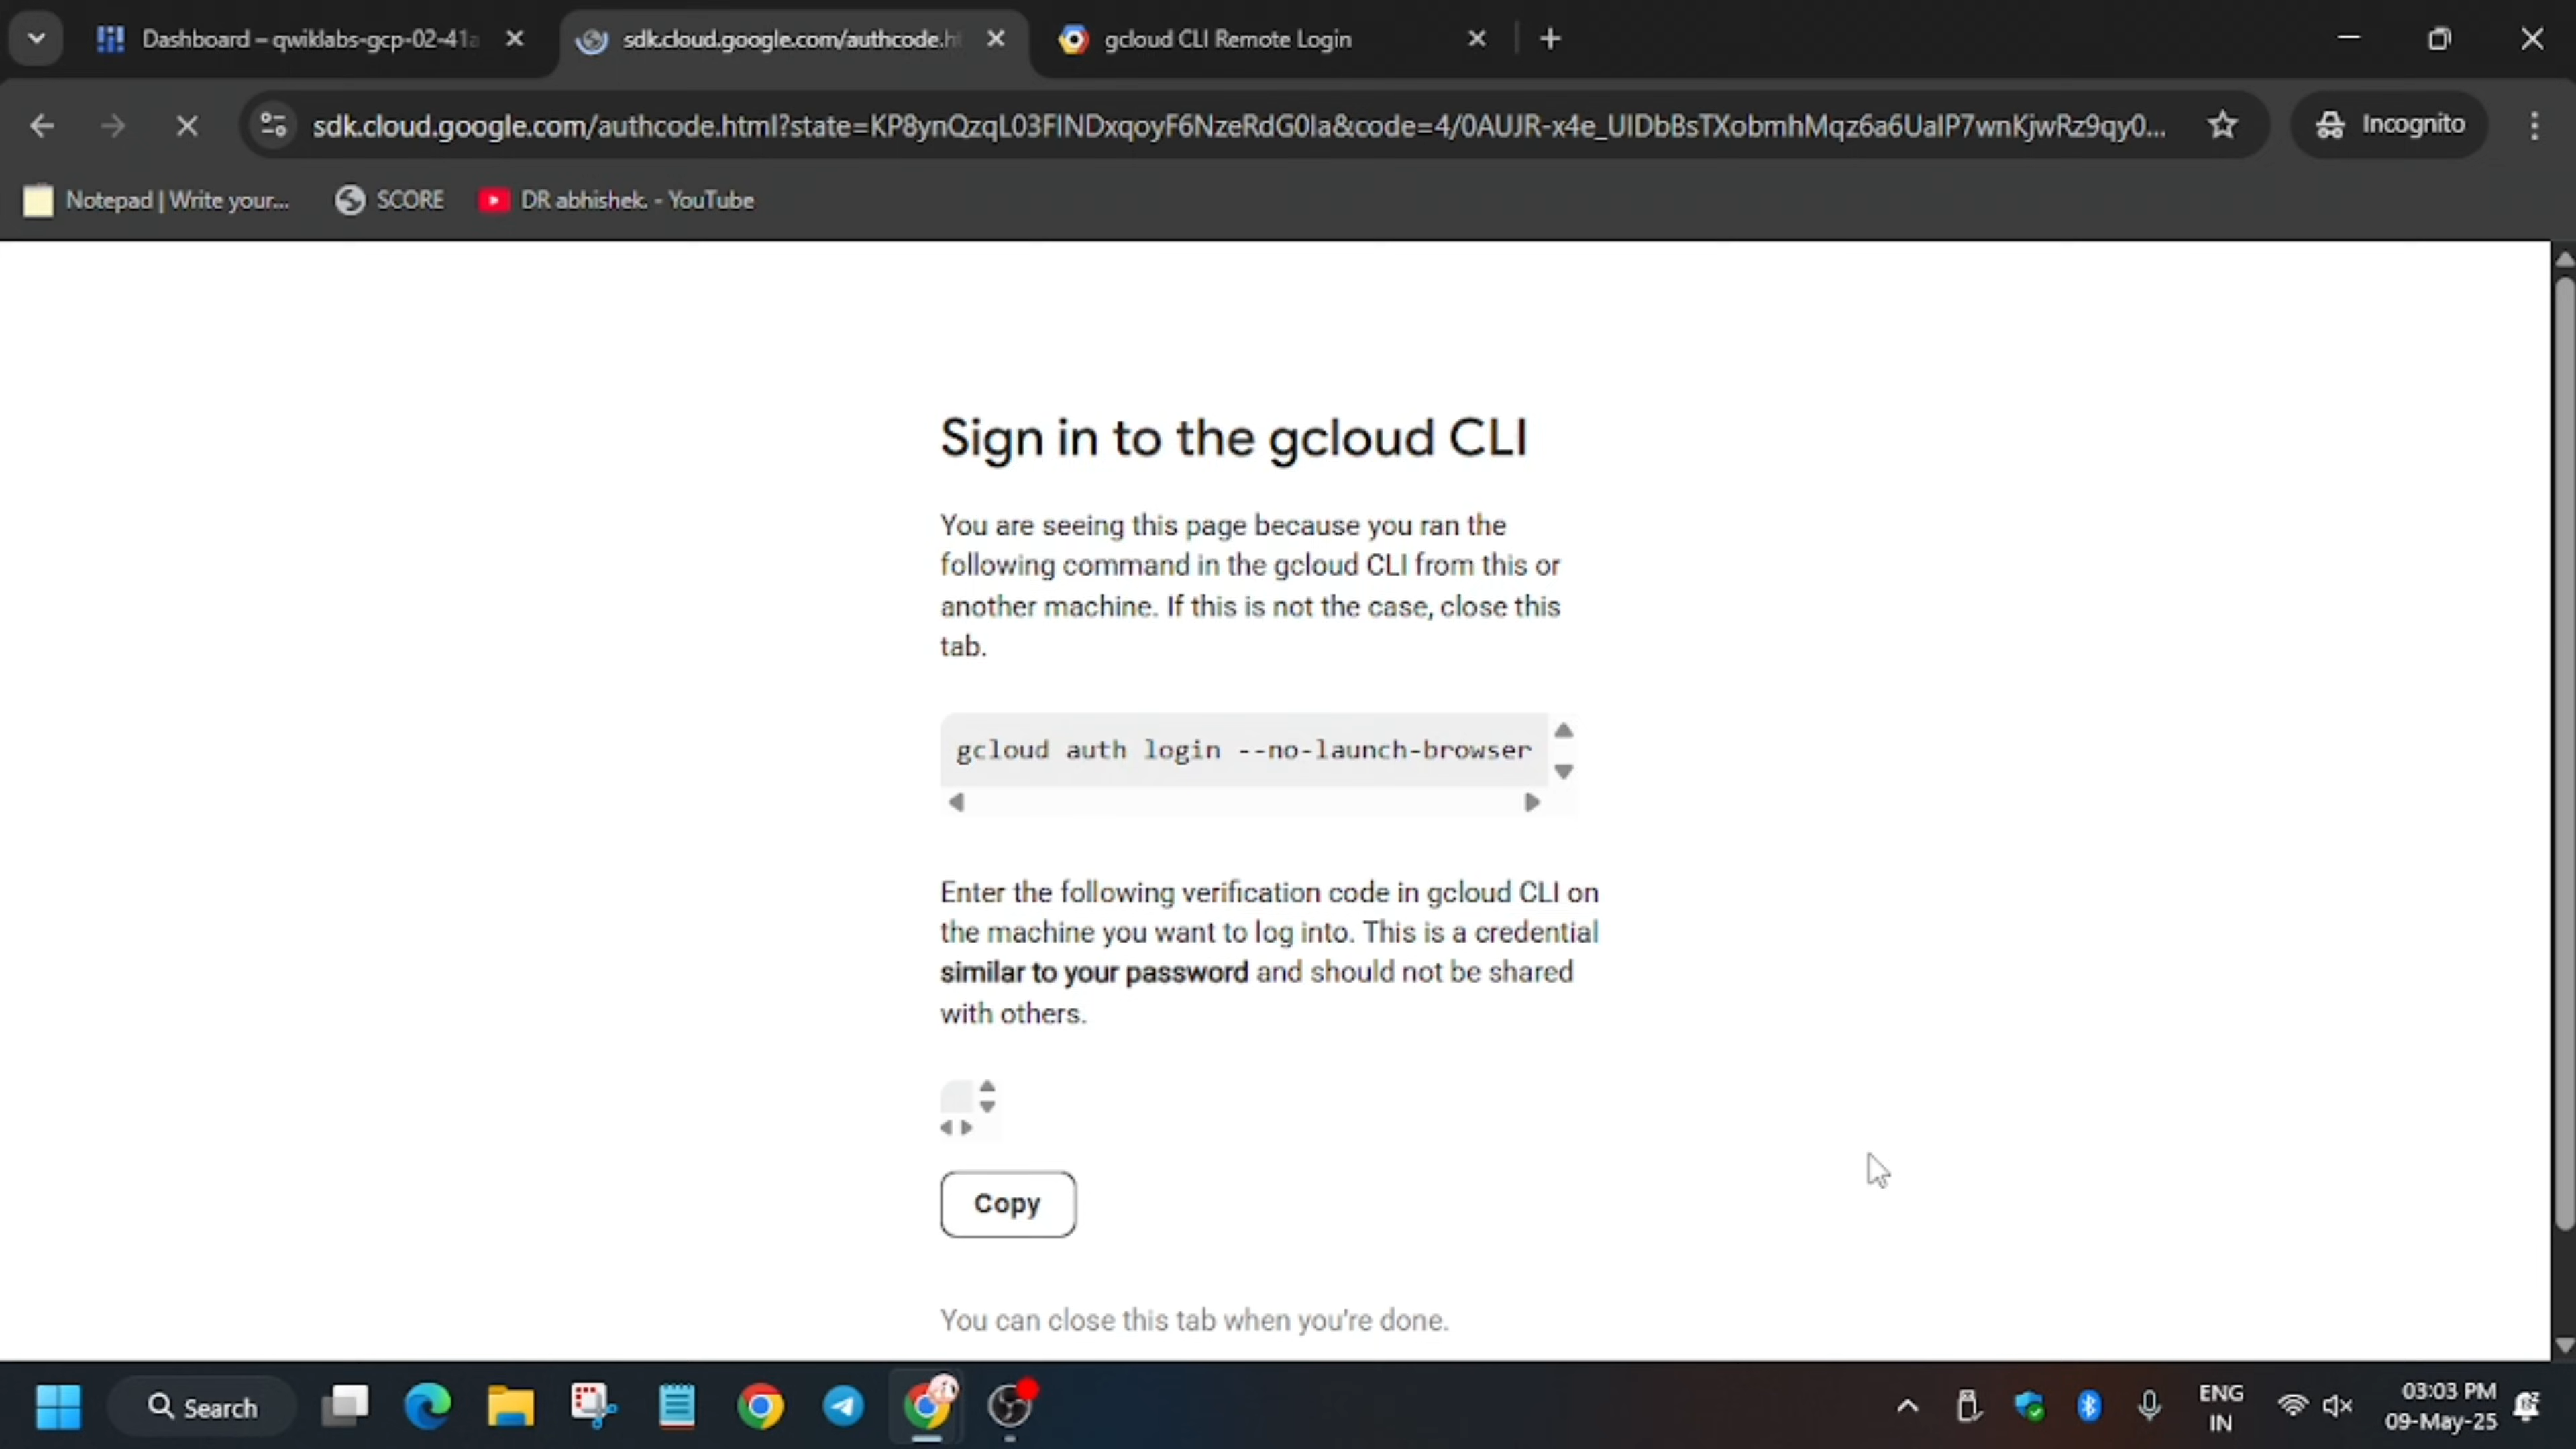 Dashboard – qwiklabs-gcp-02-41a
sdk.cloud.google.com/authcode.ht
gcloud CLI Remote Login
sdk.cloud.google.com/authcode.html?state=KP8ynQzqL03FINDxqoyF6NzeRdG0Ia&code=4/0AUJR-x4e_UIDbBsTXobmhMqz6a6UaIP7wnKjwRz9qy0...
Incognito
Notepad | Write your...
SCORE
DR abhishek. - YouTube
Sign in to the gcloud CLI
You are seeing this page because you ran the
following command in the gcloud CLI from this or
another machine. If this is not the case, close this
tab.
gcloud auth login --no-launch-browser
Enter the following verification code in gcloud CLI on
the machine you want to log into. This is a credential
similar to your password and should not be shared
with others.
Copy
You can close this tab when you're done.
Search
ENG
IN
03:03 PM
09-May-25